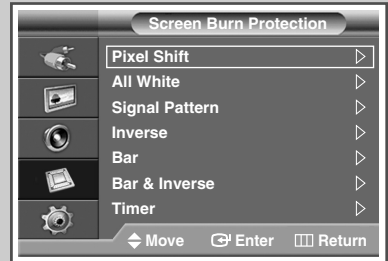 Screen Burn Protection
Pixel Shift
All White
Signal Pattern
Inverse
Bar
Bar & Inverse
Timer
Move Enter Return